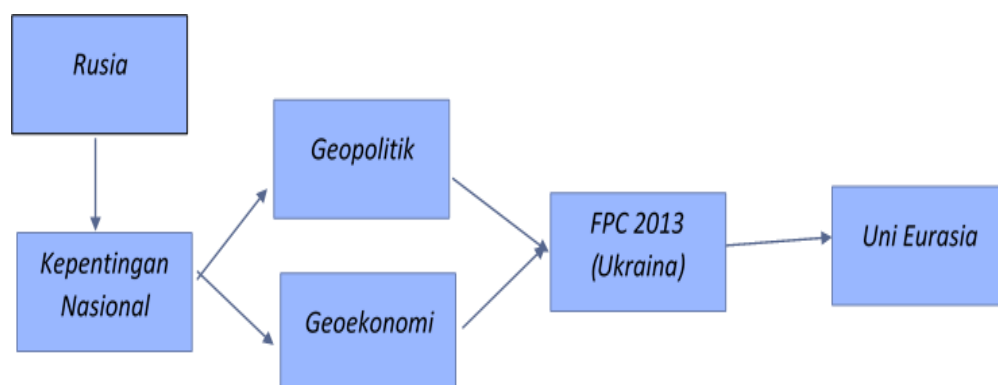 Rusia
Kepentingan
Nasional
Geopolitik
Geoekonomi
FPC 2013
(Ukraina)
Uni Eurasia